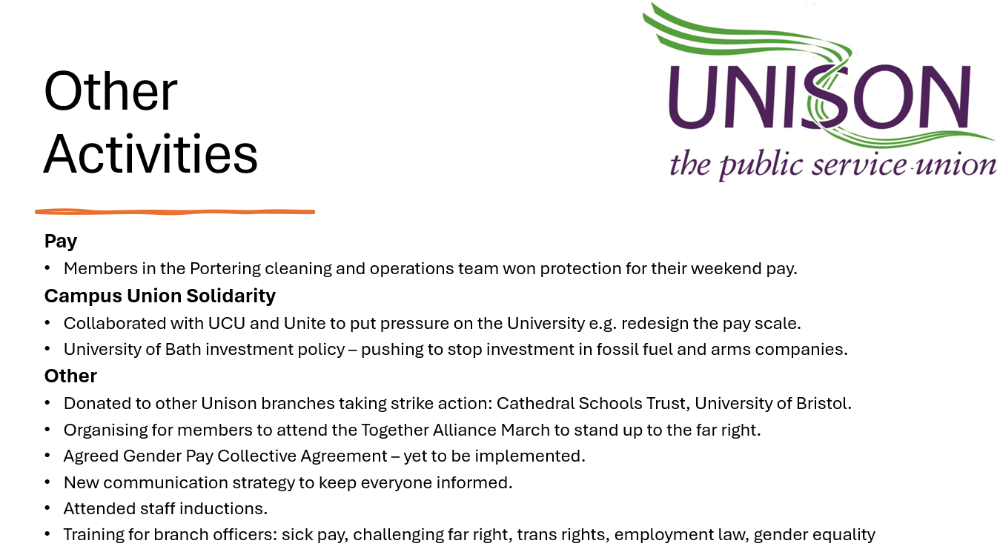 Other
Activities
UNISON
the public service union
Pay
• Members in the Portering cleaning and operations team won protection for their weekend pay.
Campus Union Solidarity
• Collaborated with UCU and Unite to put pressure on the University e.g. redesign the pay scale.
• University of Bath investment policy – pushing to stop investment in fossil fuel and arms companies.
Other
• Donated to other Unison branches taking strike action: Cathedral Schools Trust, University of Bristol.
• Organising for members to attend the Together Alliance March to stand up to the far right.
• Agreed Gender Pay Collective Agreement – yet to be implemented.
• New communication strategy to keep everyone informed.
• Attended staff inductions.
• Training for branch officers: sick pay, challenging far right, trans rights, employment law, gender equality